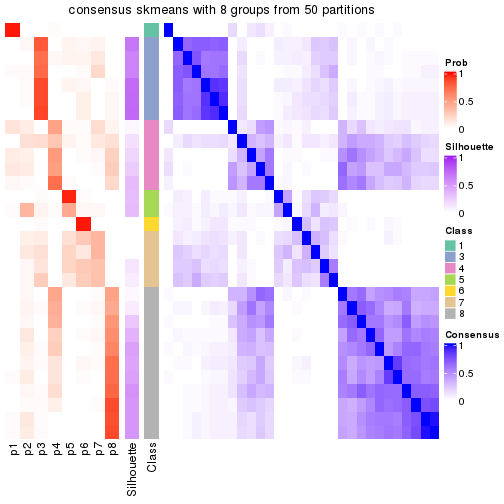 consensus skmeans with 8 groups from 50 partitions
Prob
1
0.5
0
Silhouette
1
0.5
0
Class
1
3
4
5
6
7
8
Consensus
1
0.5
0
p1
p2
p3
p4
p5
p6
p7
p8
Silhouette
Class